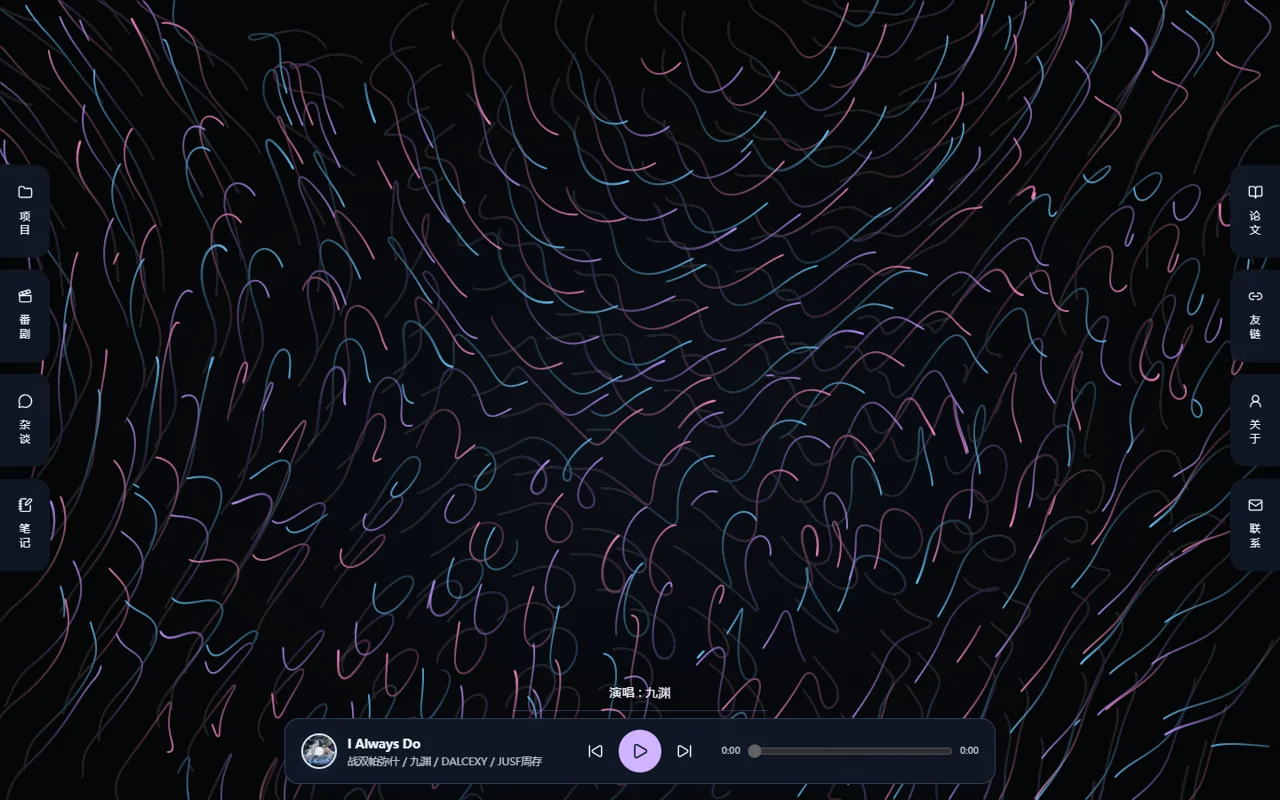 项目
番剧
杂谈
笔记
论文
友链
关于
联系
演唱 : 九渊
I Always Do
战双帕弥什 / 九渊 / DALCEXY / JUSF周存
0:00
0:00